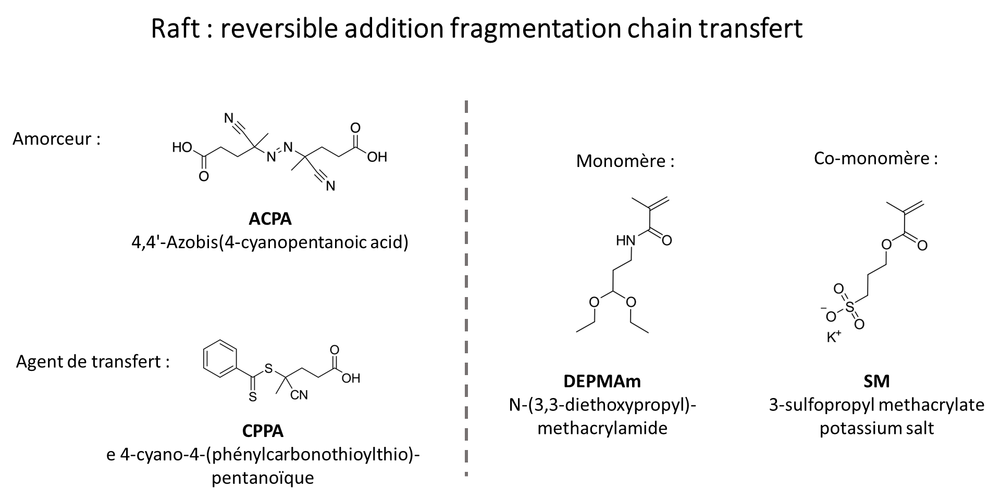 Raft : reversible addition fragmentation chain transfert
Amorceur :
N
O
HO
N
N
OH
O
N
ACPA
4,4'-Azobis(4-cyanopentanoic acid)
Agent de transfert :
O
S
OH
S
CN
CPPA
e 4-cyano-4-(phénylcarbonothioylthio)-
pentanoïque
Monomère :
HN
O
O
O
DEPMAm
N-(3,3-diethoxypropyl)-
methacrylamide
Co-monomère :
O
O
O
S
−O
O
K+
SM
3-sulfopropyl methacrylate
potassium salt